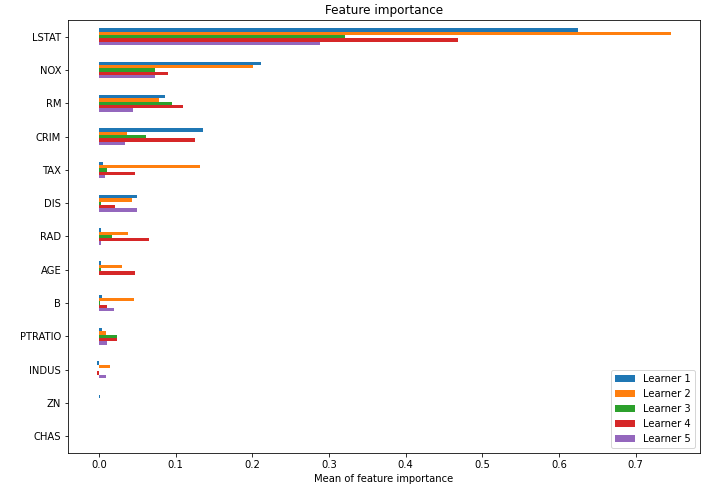 Feature importance
LSTAT
NOX
RM
CRIM
TAX
DIS
RAD
AGE
B
PTRATIO
INDUS
ZN
CHAS
Learner 1
Learner 2
Learner 3
Learner 4
Learner 5
0.0 0.1 0.2 0.3 0.4 0.5 0.6 0.7
Mean of feature importance